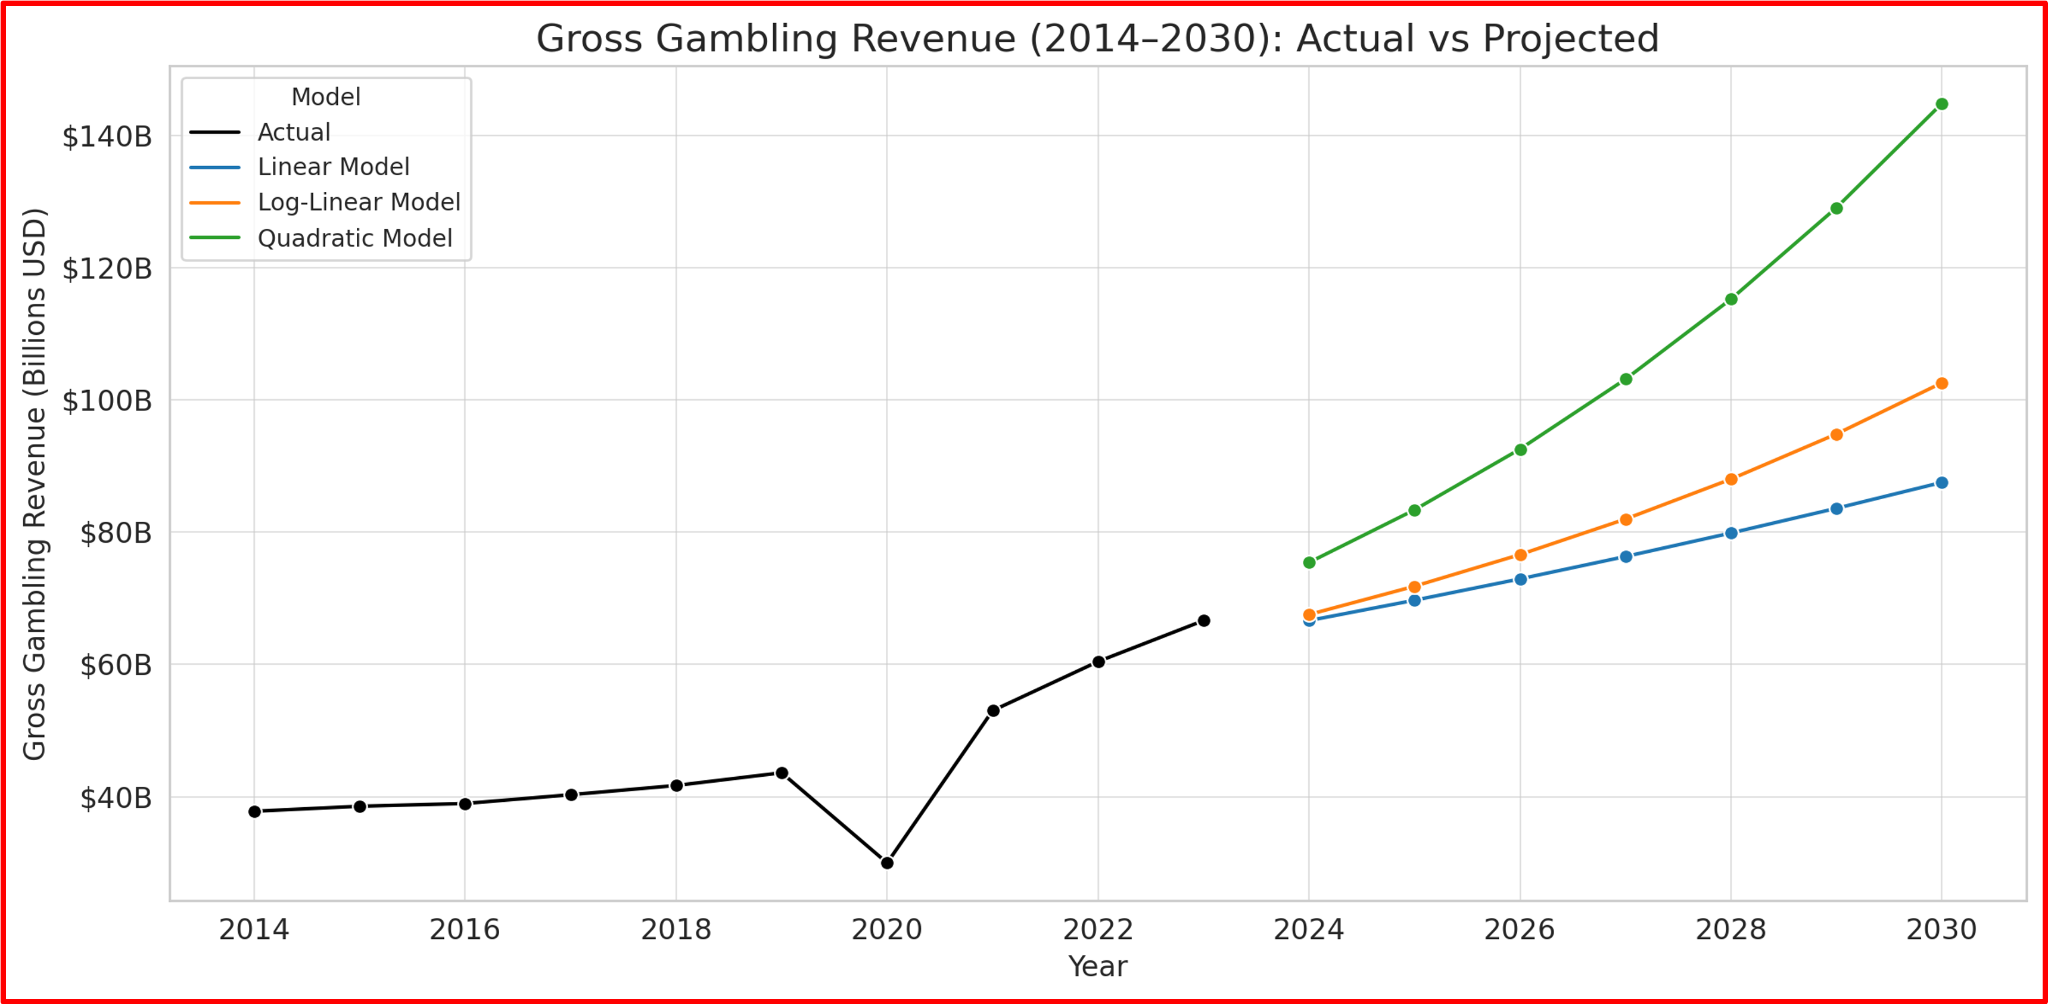 Gross Gambling Revenue (2014–2030): Actual vs Projected
Model
Actual
Linear Model
Log-Linear Model
Quadratic Model
Gross Gambling Revenue (Billions USD)
$140B
$120B
$100B
$80B
$60B
$40B
2014 2016 2018 2020 2022 2024 2026 2028 2030
Year